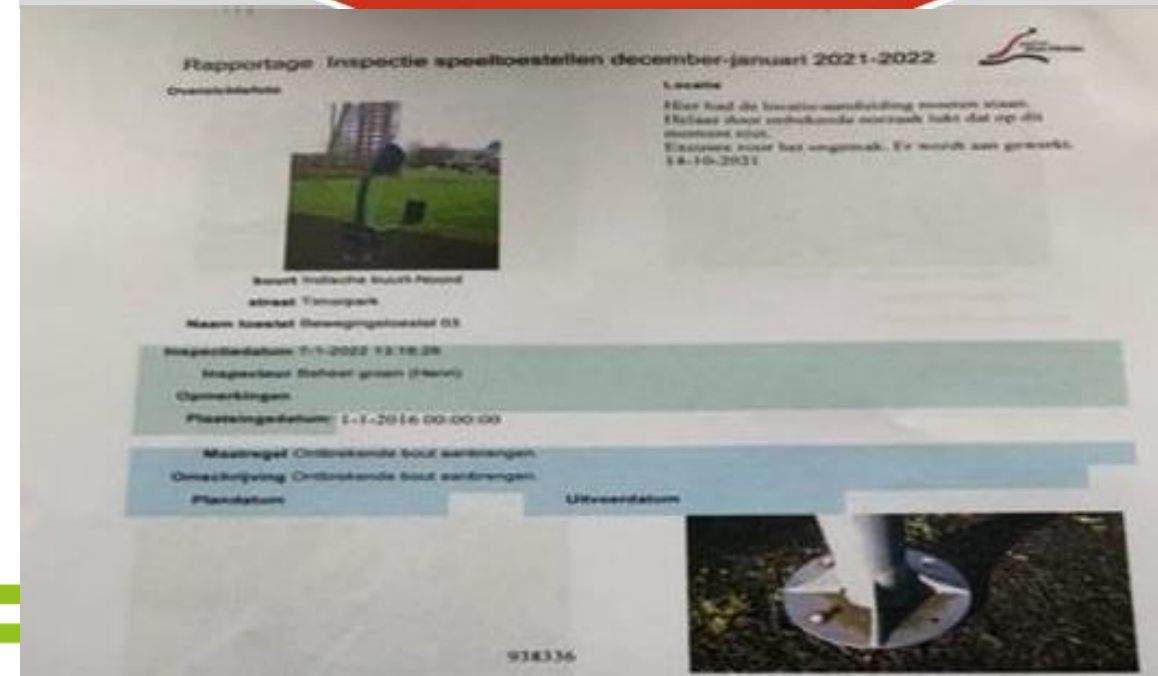 Rapportage Inspectie speeltoestellen december-januari 2021-2022
Overzichtsfoto
Locatie
Hier had de locatie-aanduiding moeten staan.
Helaas door onbekende oorzaak lukt dat op dit
moment niet.
Excuses voor het ongemak. Er wordt aan gewerkt.
14-10-2021
buurt Indische buurt-Noord
straat Timorpark
Naam toestel Bewegingstoestel 03
Inspectiedatum 7-1-2022 13:18:28
Inspecteur Beheer groen (Henri)
Opmerkingen
Plaatsingsdatum 1-1-2016 00:00:00
Maatregel Ontbrekende bout aanbrengen.
Omschrijving Ontbrekende bout aanbrengen.
Plandatum
Uitvoerdatum
938336